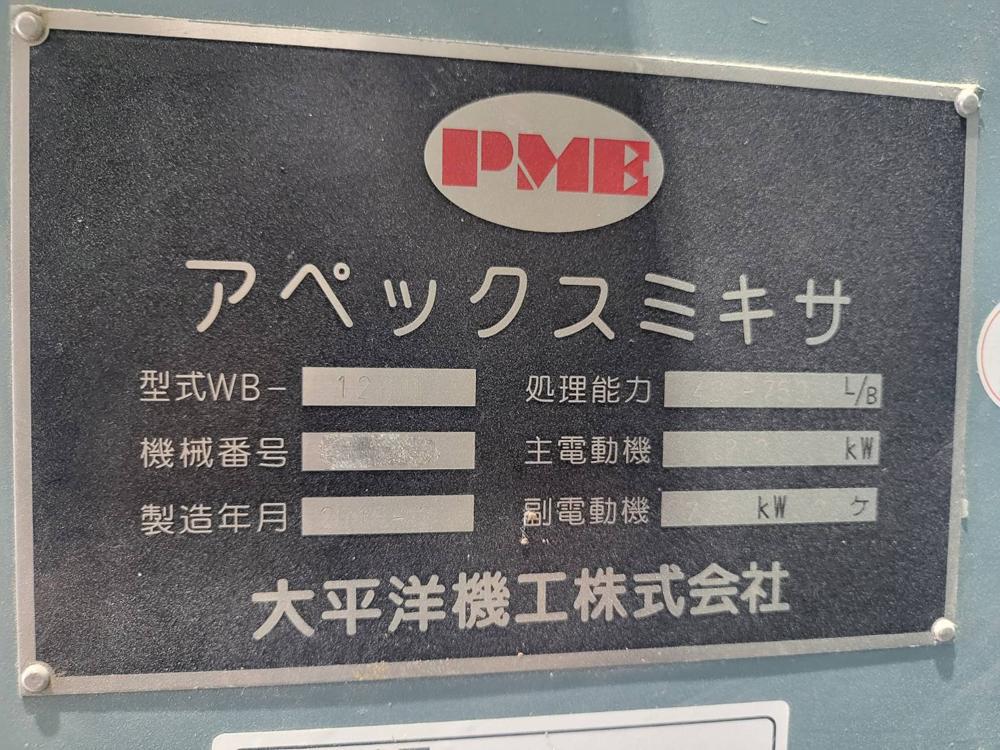 PME
アペックスミキサ
型式WB-
処理能力 L/B
機械番号
主電動機 kW
製造年月
副電動機 kW ケ
大平洋機工株式会社